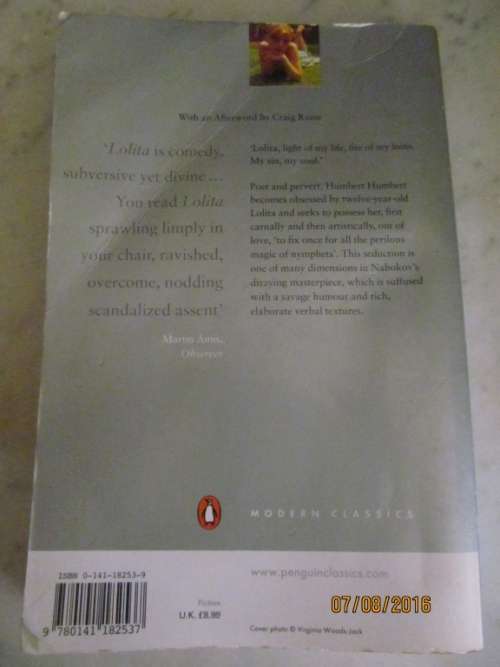 With an Afterword by Craig Raine
'Lolita is comedy,
subversive yet divine ...
You read Lolita
sprawling limply in
your chair, ravished,
overcome, nodding
scandalized assent'
Martin Amis,
Observer
'Lolita, light of my life, fire of my loins.
My sin, my soul.'
Poet and pervert, Humbert Humbert
becomes obsessed by twelve-year-old
Lolita and seeks to possess her, first
carnally and then artistically, out of
love, 'to fix once for all the perilous
magic of nymphets'. This seduction is
one of many dimensions in Nabokov's
dizzying masterpiece, which is suffused
with a savage humour and rich,
elaborate verbal textures.
MODERN CLASSICS
ISBN 0-141-18253-9
9 780141 182537
Fiction
U.K. £8.99
www.penguinclassics.com
Cover photo © Virginia Woods-Jack
07/08/2016